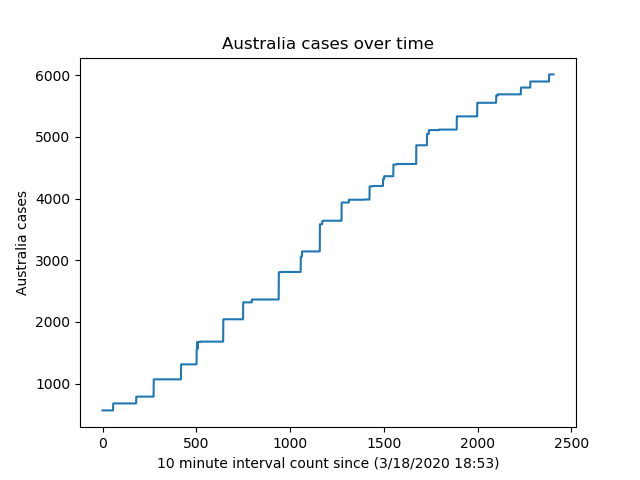 Australia cases over time
6000
5000
4000
3000
2000
1000
Australia cases
0 500 1000 1500 2000 2500
10 minute interval count since (3/18/2020 18:53)